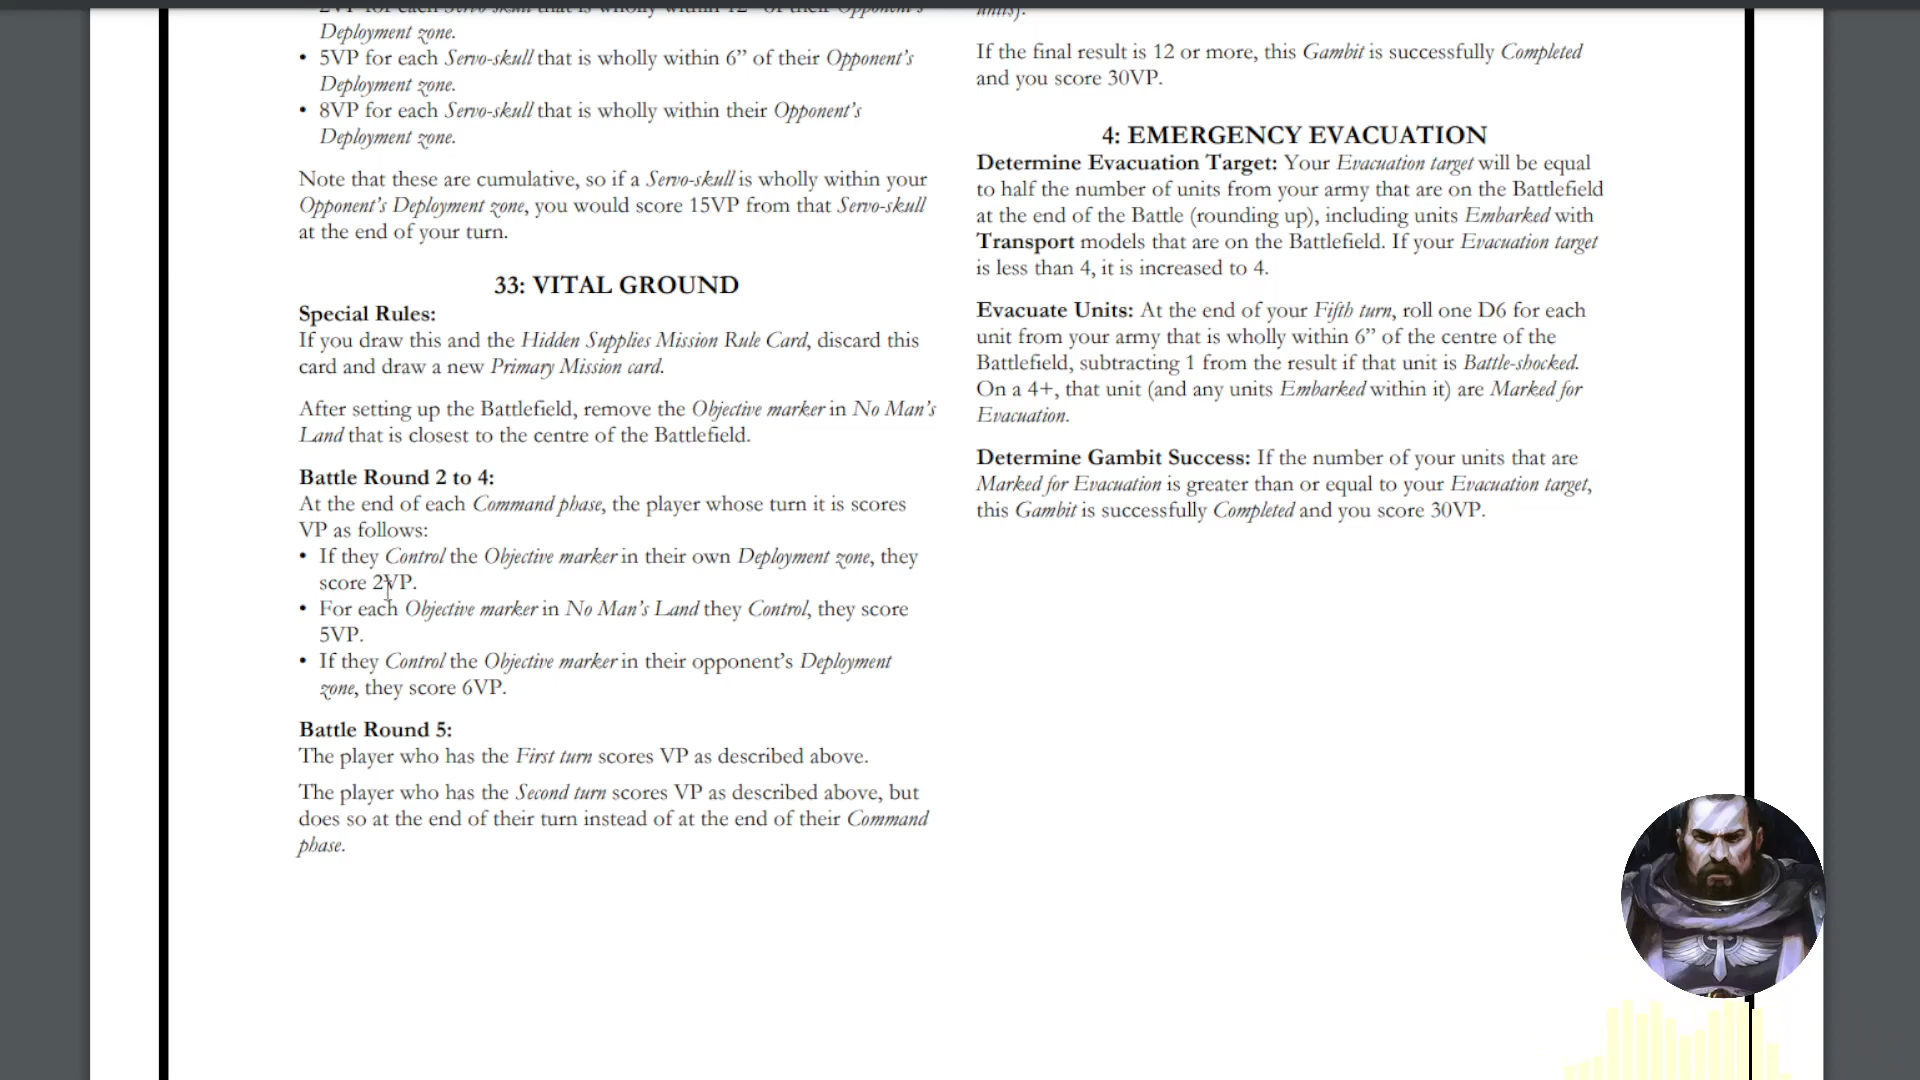 2VP for each Servo-skull that is wholly within 12” of their Opponent’s
Deployment zone.
• 5VP for each Servo-skull that is wholly within 6” of their Opponent’s
Deployment zone.
• 8VP for each Servo-skull that is wholly within their Opponent’s
Deployment zone.
Note that these are cumulative, so if a Servo-skull is wholly within your
Opponent’s Deployment zone, you would score 15VP from that Servo-skull
at the end of your turn.
33: VITAL GROUND
Special Rules:
If you draw this and the Hidden Supplies Mission Rule Card, discard this
card and draw a new Primary Mission card.
After setting up the Battlefield, remove the Objective marker in No Man’s
Land that is closest to the centre of the Battlefield.
Battle Round 2 to 4:
At the end of each Command phase, the player whose turn it is scores
VP as follows:
• If they Control the Objective marker in their own Deployment zone, they
score 2VP.
• For each Objective marker in No Man’s Land they Control, they score
5VP.
• If they Control the Objective marker in their opponent’s Deployment
zone, they score 6VP.
Battle Round 5:
The player who has the First turn scores VP as described above.
The player who has the Second turn scores VP as described above, but
does so at the end of their turn instead of at the end of their Command
phase.
units).
If the final result is 12 or more, this Gambit is successfully Completed
and you score 30VP.
4: EMERGENCY EVACUATION
Determine Evacuation Target: Your Evacuation target will be equal
to half the number of units from your army that are on the Battlefield
at the end of the Battle (rounding up), including units Embarked with
Transport models that are on the Battlefield. If your Evacuation target
is less than 4, it is increased to 4.
Evacuate Units: At the end of your Fifth turn, roll one D6 for each
unit from your army that is wholly within 6” of the centre of the
Battlefield, subtracting 1 from the result if that unit is Battle-shocked.
On a 4+, that unit (and any units Embarked within it) are Marked for
Evacuation.
Determine Gambit Success: If the number of your units that are
Marked for Evacuation is greater than or equal to your Evacuation target,
this Gambit is successfully Completed and you score 30VP.